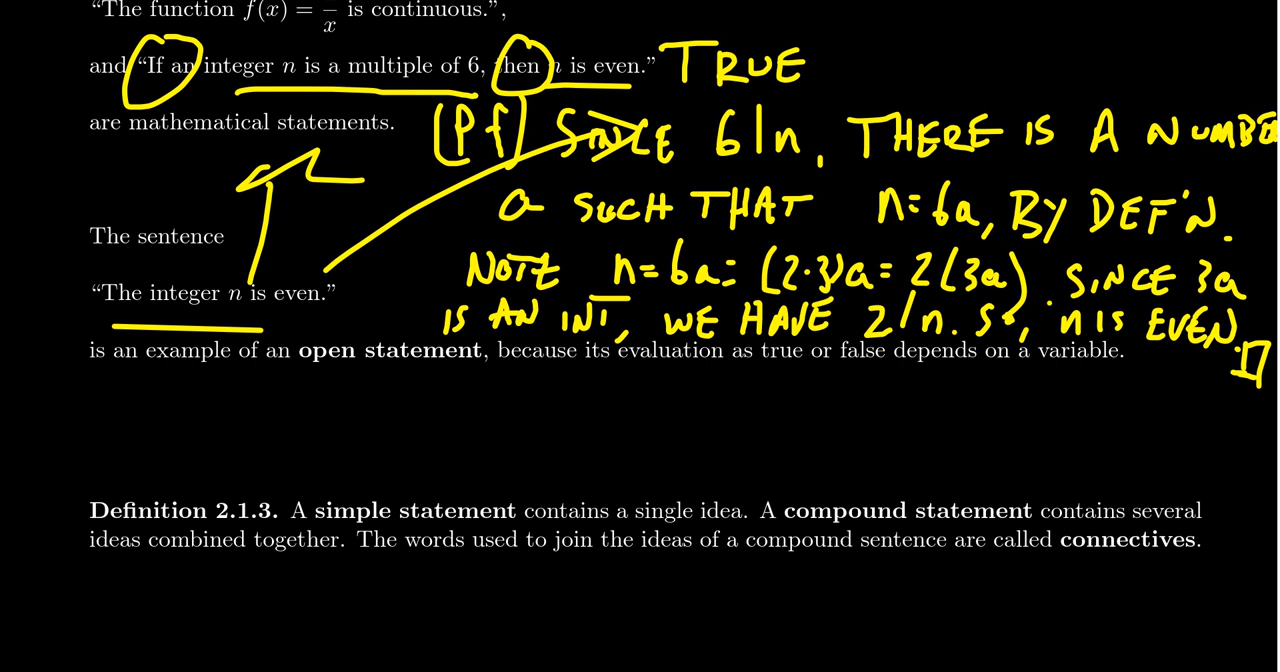 “The function f(x) = — x is continuous.”,
and “If an integer n is a multiple of 6, then n is even.” TRUE
are mathematical statements.
(Pf) SINCE 6|n, THERE IS A NUMBE
a SUCH THAT n=6a, BY DEF'N.
The sentence
NOTE n=6a=(2·3)a=2(3a). SINCE 3a
“The integer n is even.”
IS AN INT, WE HAVE 2|n. SO, n IS EVEN.
is an example of an open statement, because its evaluation as true or false depends on a variable.
Definition 2.1.3. A simple statement contains a single idea. A compound statement contains several
ideas combined together. The words used to join the ideas of a compound sentence are called connectives.